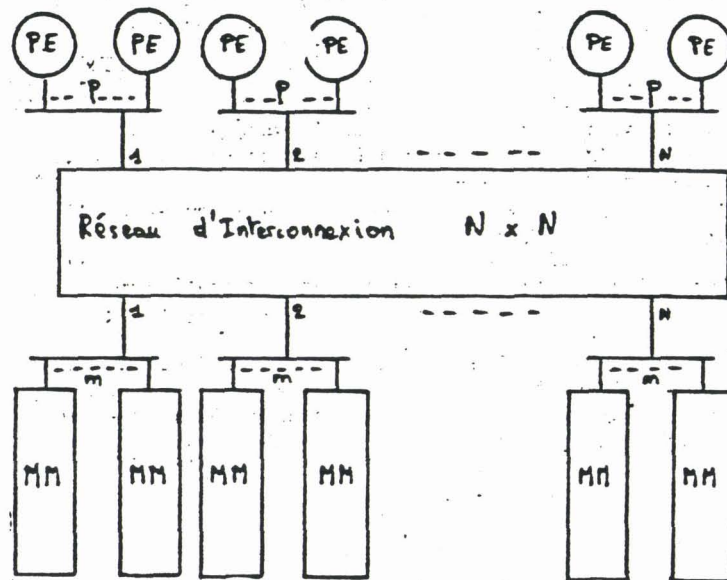 PE PE PE PE PE PE
P P P
1 2 N
Réseau d'Interconnexion N x N
1 2 N
m m m
MM MM MM MM MM MM